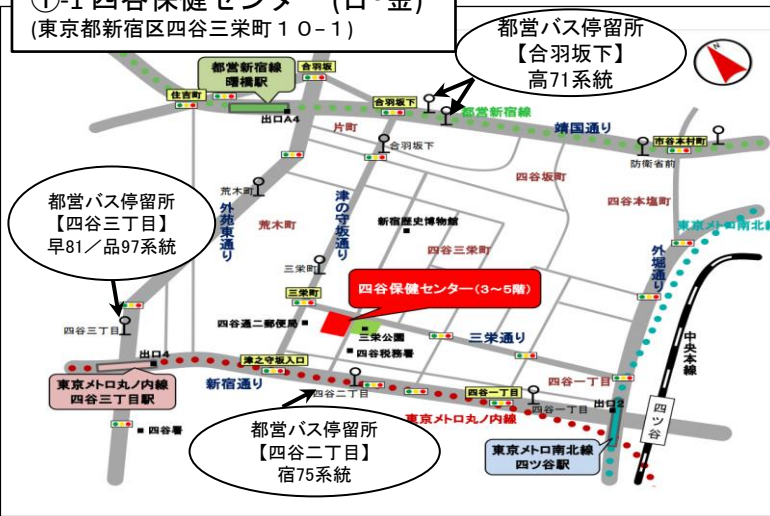 ①-1 四谷保健センター (日・金)
(東京都新宿区四谷三栄町１０-１)
都営バス停留所
【合羽坂下】
高71系統
N
都営新宿線
曙橋駅
合羽坂
住吉町
出口A4
合羽坂下
都営新宿線
靖国通り
市谷本村町
防衛省前
片町
合羽坂下
四谷坂町
四谷本塩町
東京メトロ南北線
都営バス停留所
【四谷三丁目】
早81／品97系統
荒木町
外苑東通り
荒木町
津の守坂通り
新宿歴史博物館
四谷三栄町
外堀通り
三栄町
三栄町
四谷保健センター(3～5階)
四谷通二郵便局
三栄公園
四谷税務署
三栄通り
中央本線
四谷三丁目
出口4
東京メトロ丸ノ内線
四谷三丁目駅
新宿通り
津之守坂入口
四谷二丁目
四谷一丁目
四谷一丁目
四谷一丁目
出口2
四ツ谷
東京メトロ丸ノ内線
四谷署
都営バス停留所
【四谷二丁目】
宿75系統
東京メトロ南北線
四ツ谷駅